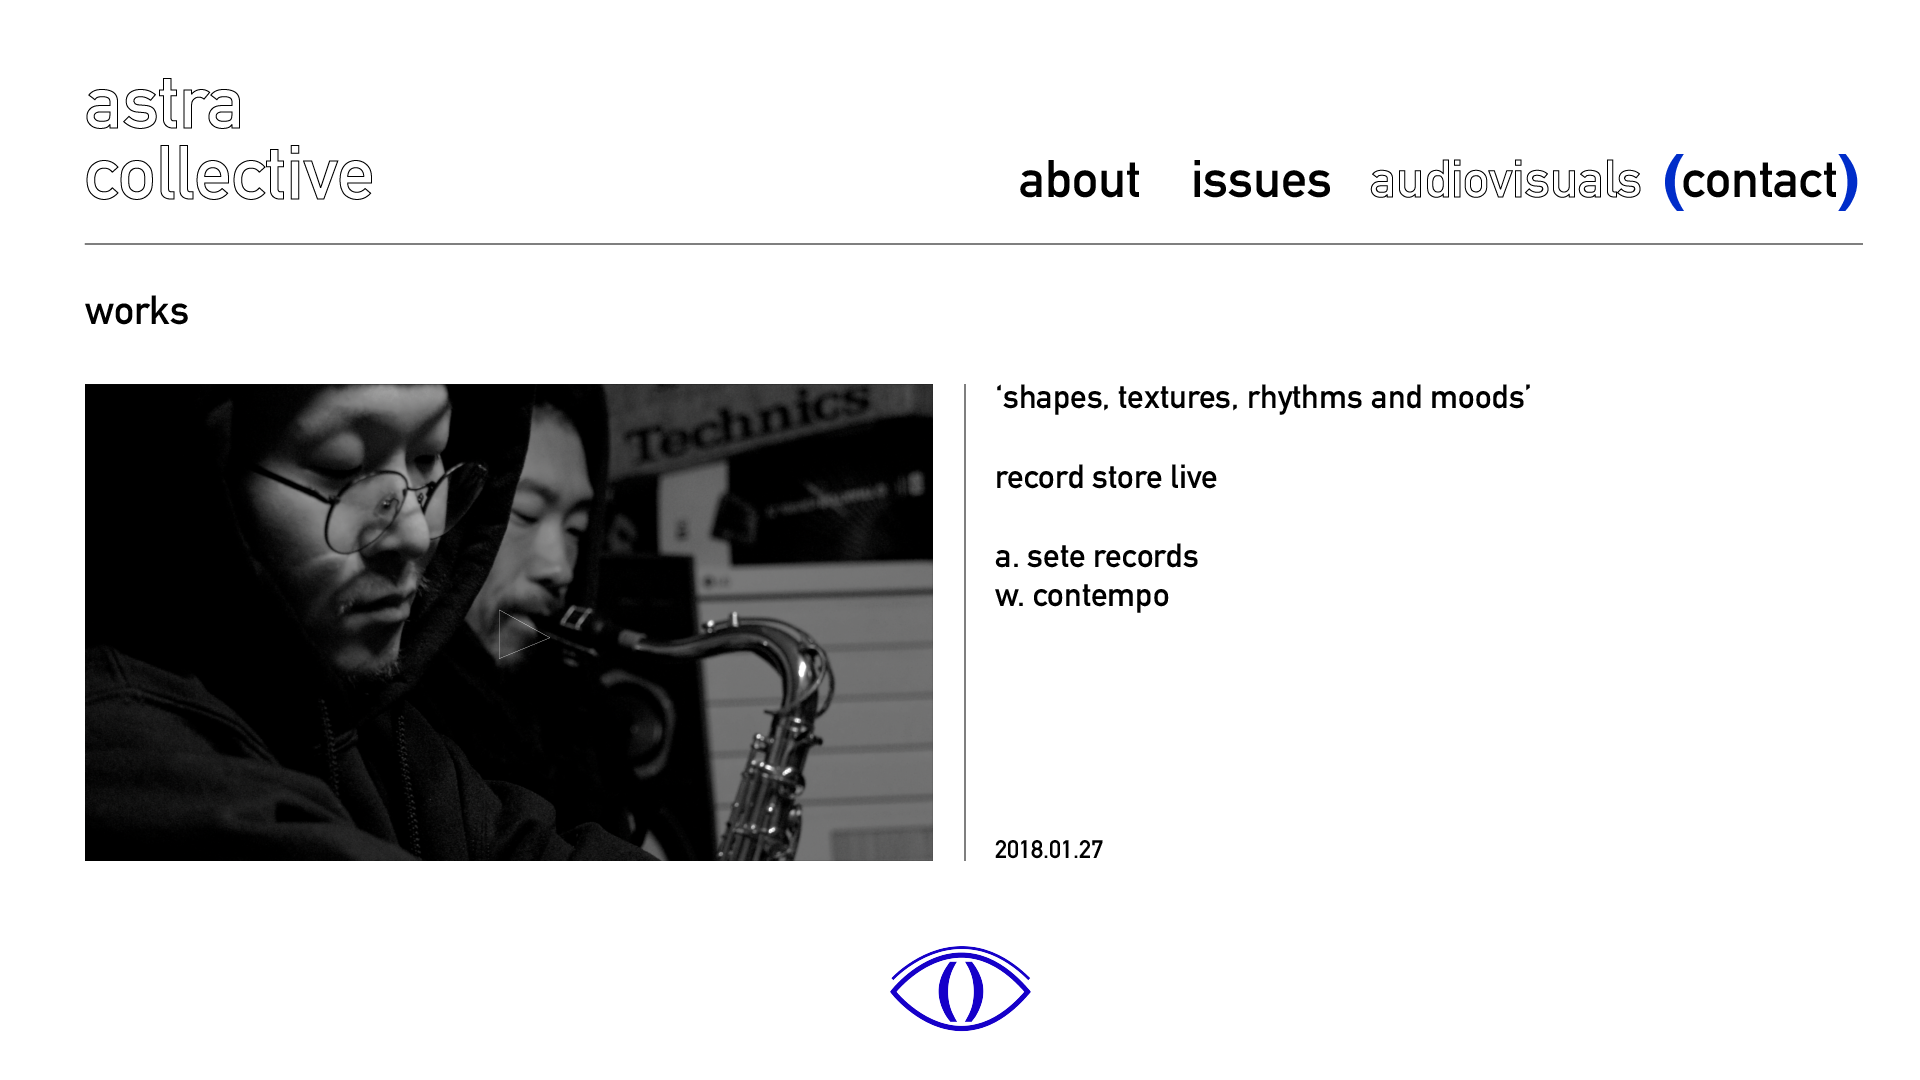 astra
collective
about issues audiovisuals (contact)
works
Technics
‘shapes, textures, rhythms and moods’
record store live
a. sete records
w. contempo
2018.01.27